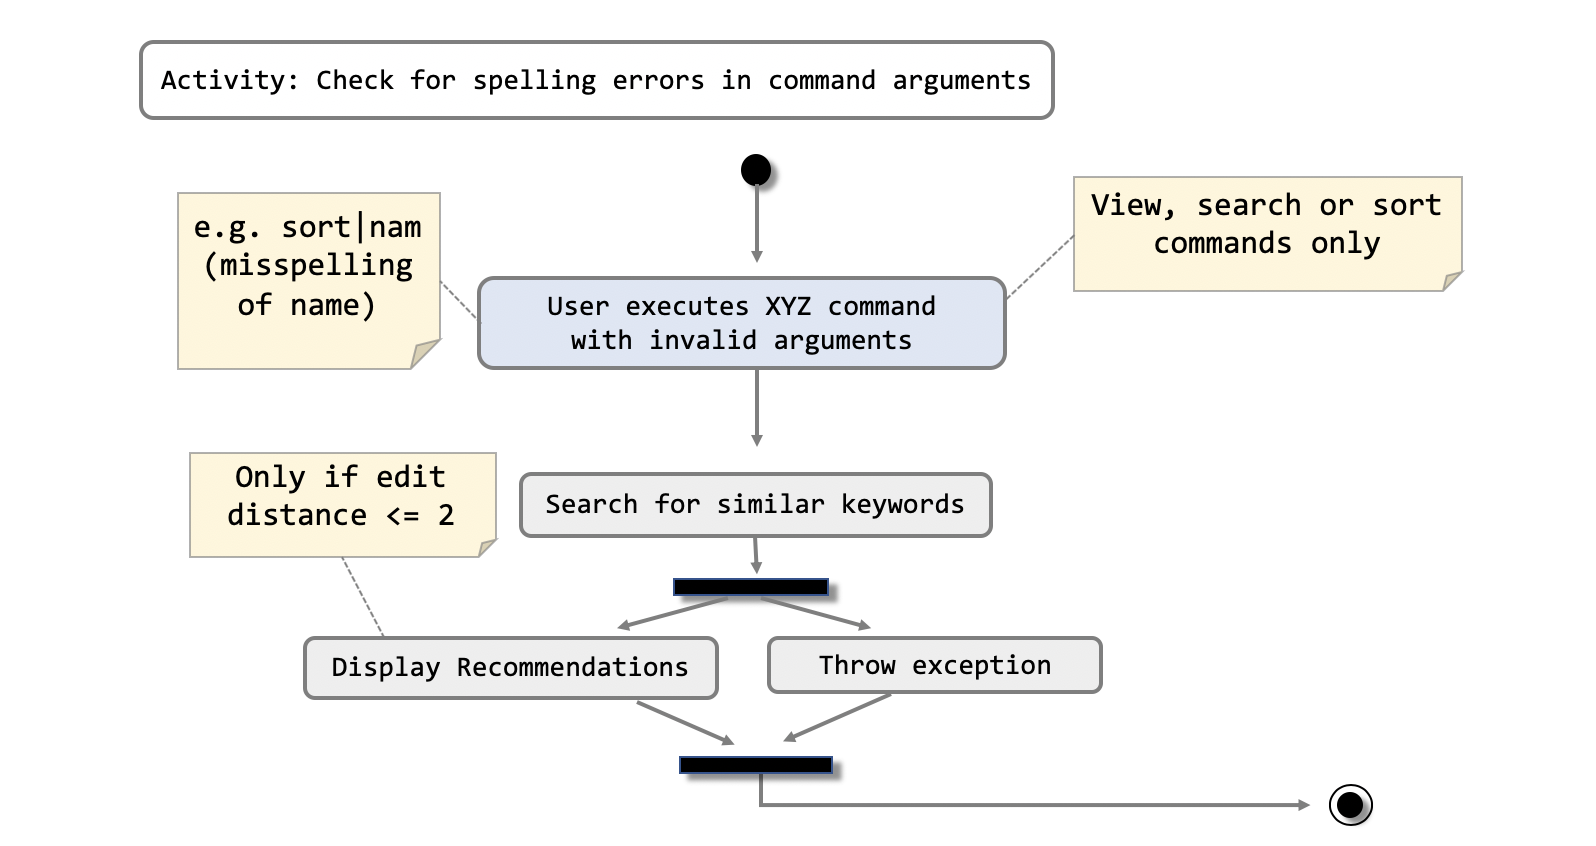 Activity: Check for spelling errors in command arguments
e.g. sort|nam
(misspelling
of name)
View, search or sort
commands only
User executes XYZ command
with invalid arguments
Only if edit
distance <= 2
Search for similar keywords
Display Recommendations
Throw exception